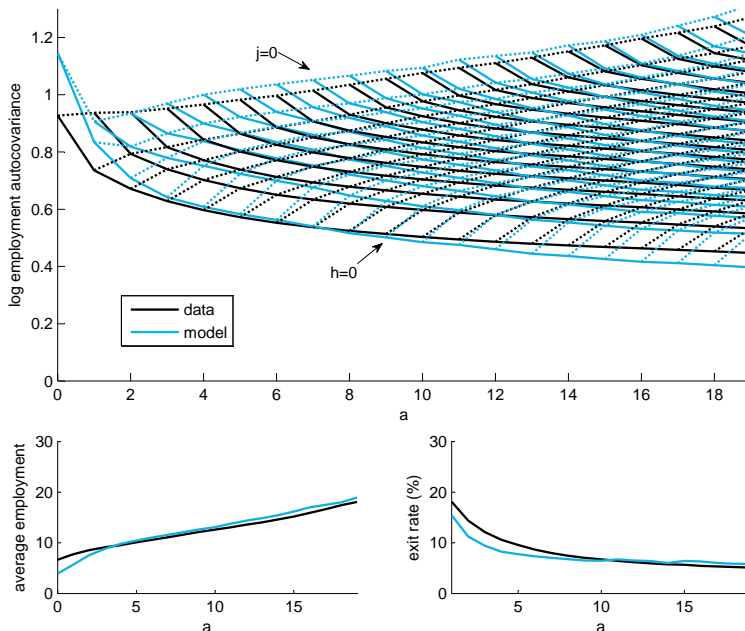 1.2
1
0.8
0.6
0.4
0.2
0
log employment autocovariance
j=0
h=0
data
model
0 2 4 6 8 10 12 14 16 18
a
30
20
10
0
average employment
0 5 10 15
a
30
20
10
0
exit rate (%)
5 10 15
a